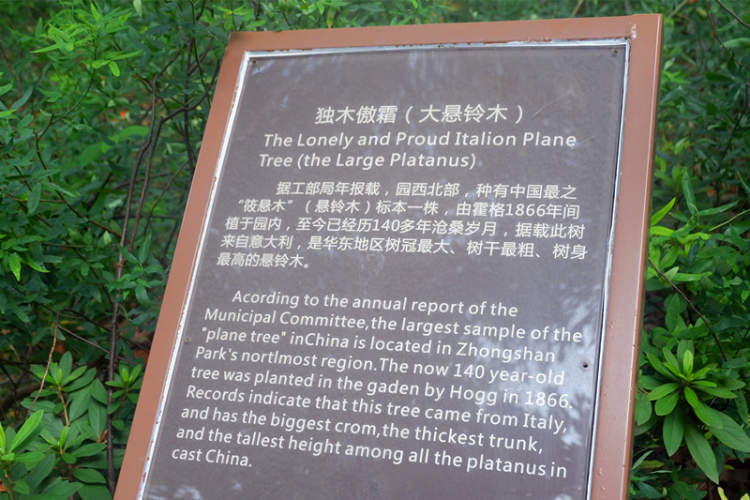 独木傲霜（大悬铃木）
The Lonely and Proud Italion Plane
Tree (the Large Platanus)
据工部局年报载，园西北部，种有中国最之
"筱悬木"（悬铃木）标本一株，由霍格1866年间
植于园内，至今已经历140多年沧桑岁月，据载此树
来自意大利，是华东地区树冠最大、树干最粗、树身
最高的悬铃木。
Acording to the annual report of the
Municipal Committee,the largest sample of the
"plane tree" inChina is located in Zhongshan
Park's nortlmost region.The now 140 year-old
tree was planted in the gaden by Hogg in 1866.
Records indicate that this tree came from Italy,
and has the biggest crom,the thickest trunk,
and the tallest height among all the platanus in
cast China.